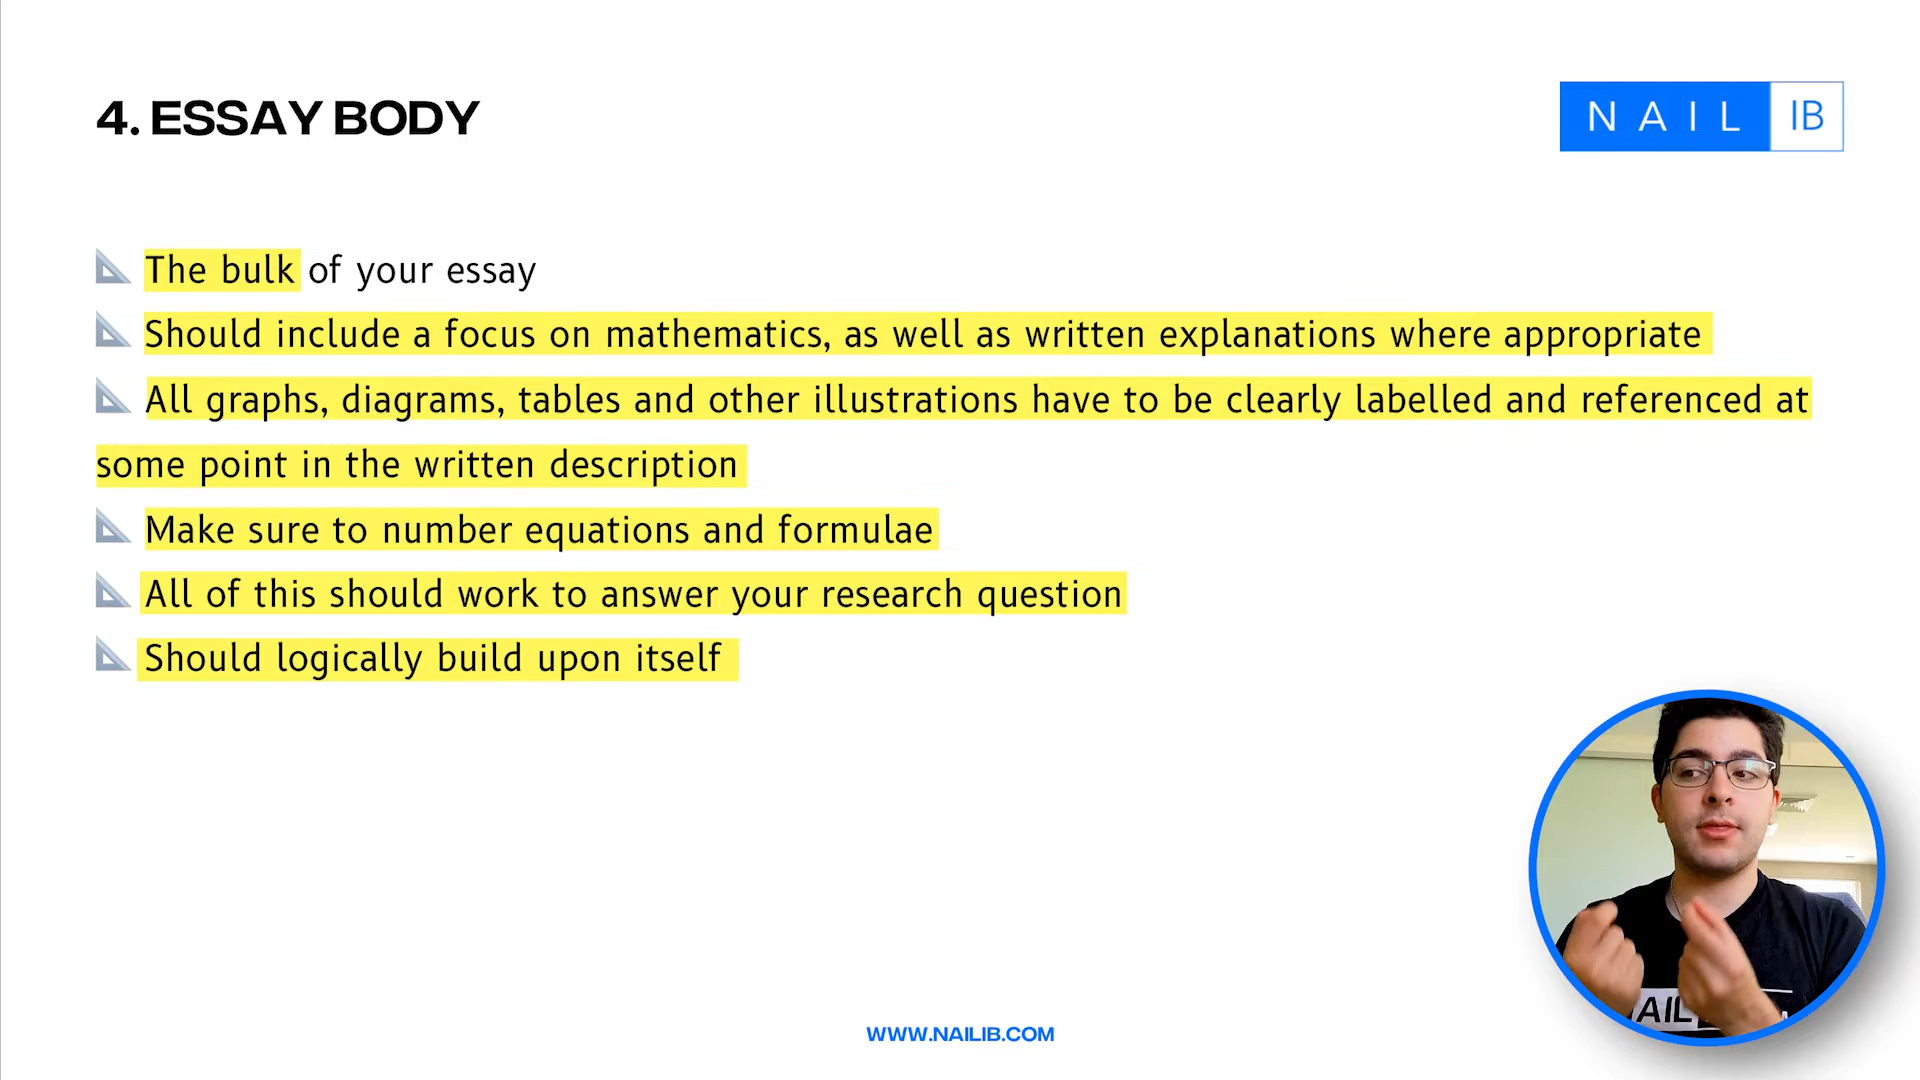 4. ESSAY BODY
NAIL IB
The bulk of your essay
Should include a focus on mathematics, as well as written explanations where appropriate
All graphs, diagrams, tables and other illustrations have to be clearly labelled and referenced at
some point in the written description
Make sure to number equations and formulae
All of this should work to answer your research question
Should logically build upon itself
WWW.NAILIB.COM